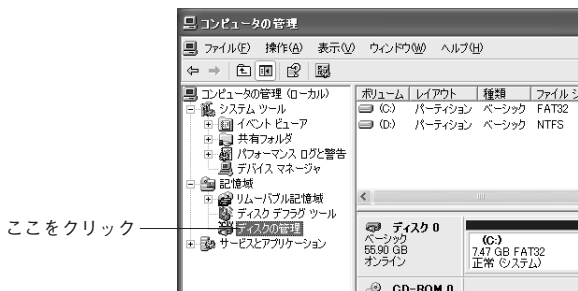 コンピュータの管理
ファイル(F) 操作(A) 表示(V) ウィンドウ(W) ヘルプ(H)
コンピュータの管理 (ローカル)
システム ツール
イベント ビューア
共有フォルダ
パフォーマンス ログと警告
デバイス マネージャ
記憶域
リムーバブル記憶域
ディスク デフラグ ツール
ディスクの管理
サービスとアプリケーション
ここをクリック
ボリューム レイアウト 種類 ファイル シ
(C:) パーティション ベーシック FAT32
(D:) パーティション ベーシック NTFS
ディスク 0
ベーシック
55.90 GB
オンライン
(C:)
7.47 GB FAT32
正常 (システム)
CD-ROM 0